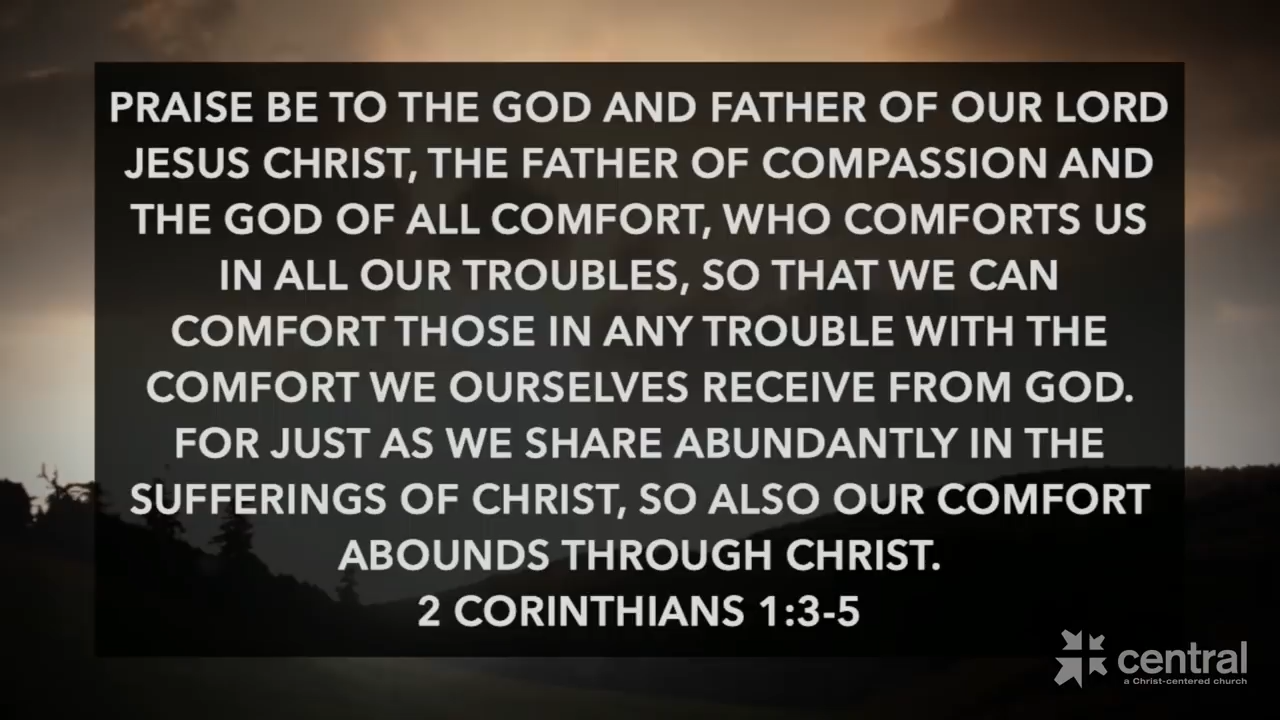 PRAISE BE TO THE GOD AND FATHER OF OUR LORD
JESUS CHRIST, THE FATHER OF COMPASSION AND
THE GOD OF ALL COMFORT, WHO COMFORTS US
IN ALL OUR TROUBLES, SO THAT WE CAN
COMFORT THOSE IN ANY TROUBLE WITH THE
COMFORT WE OURSELVES RECEIVE FROM GOD.
FOR JUST AS WE SHARE ABUNDANTLY IN THE
SUFFERINGS OF CHRIST, SO ALSO OUR COMFORT
ABOUNDS THROUGH CHRIST.
2 CORINTHIANS 1:3-5
central
a Christ-centered church